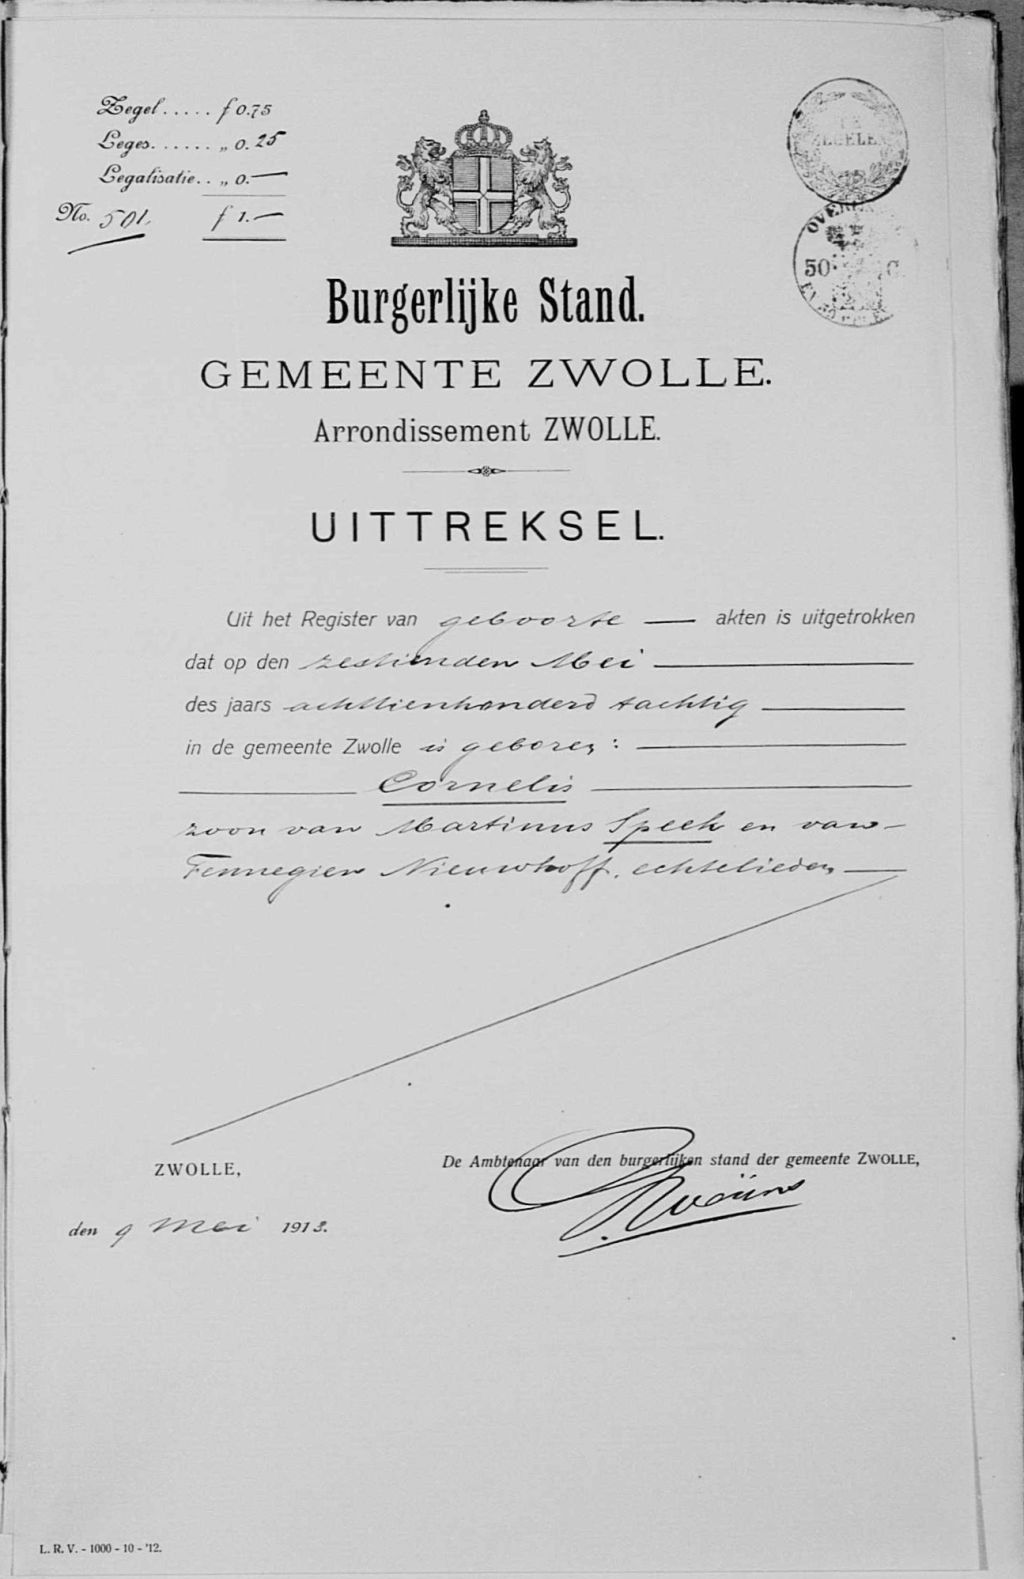 Zegel..... f 0.75
Leges...... „ 0.25
Legalisatie.. „ 0.—
No. 501. f 1.—
OVERIJ
50
Burgerlijke Stand.
GEMEENTE ZWOLLE.
Arrondissement ZWOLLE.
UITTREKSEL.
Uit het Register van geboorte — akten is uitgetrokken
dat op den zestienden Mei —
des jaars achttienhonderd tachtig —
in de gemeente Zwolle is geboren: —
— Cornelis —
zoon van Martinus Speek en van —
Fennegien Nieuwhoff, echtelieden —
ZWOLLE,
De Ambtenaar van den burgerlijken stand der gemeente ZWOLLE,
den 9 Mei 1913.
L. R. V. - 1000 - 10 - '12.